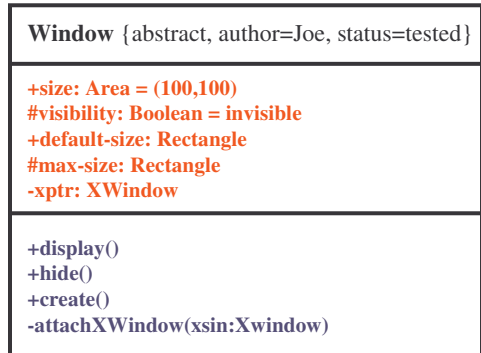 Window {abstract, author=Joe, status=tested}
+size: Area = (100,100)
#visibility: Boolean = invisible
+default-size: Rectangle
#max-size: Rectangle
-xptr: XWindow
+display()
+hide()
+create()
-attachXWindow(xsin:Xwindow)